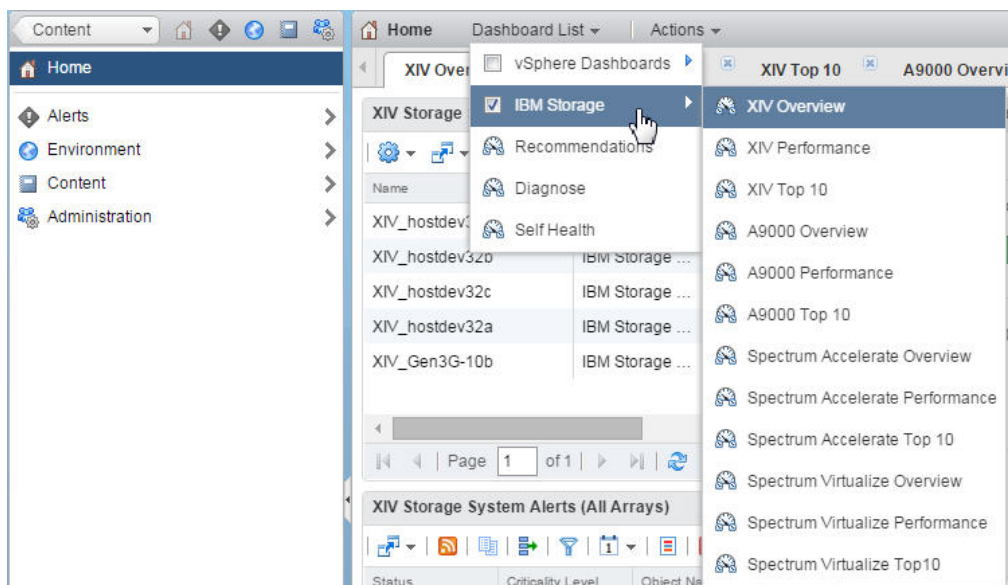 Content
Home
Alerts
Environment
Content
Administration
Home Dashboard List Actions
XIV Over XIV Top 10 A9000 Overvi
vSphere Dashboards
IBM Storage
Recommendations
Diagnose
Self Health
XIV Overview
XIV Performance
XIV Top 10
A9000 Overview
A9000 Performance
A9000 Top 10
Spectrum Accelerate Overview
Spectrum Accelerate Performance
Spectrum Accelerate Top 10
Spectrum Virtualize Overview
Spectrum Virtualize Performance
Spectrum Virtualize Top10
XIV Storage
Name
XIV_hostdev3
XIV_hostdev32b IBM Storage ...
XIV_hostdev32c IBM Storage ...
XIV_hostdev32a IBM Storage ...
XIV_Gen3G-10b IBM Storage ...
Page 1 of 1
XIV Storage System Alerts (All Arrays)
1
Status Criticality Level Object Na